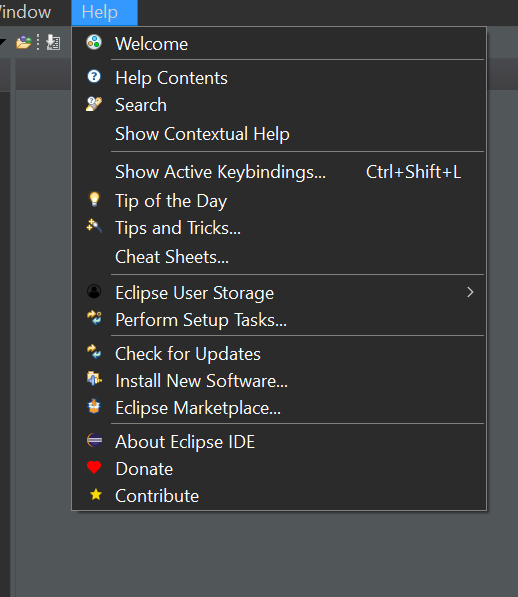 Help
Welcome
Help Contents
Search
Show Contextual Help
Show Active Keybindings... Ctrl+Shift+L
Tip of the Day
Tips and Tricks...
Cheat Sheets...
Eclipse User Storage
Perform Setup Tasks...
Check for Updates
Install New Software...
Eclipse Marketplace...
About Eclipse IDE
Donate
Contribute